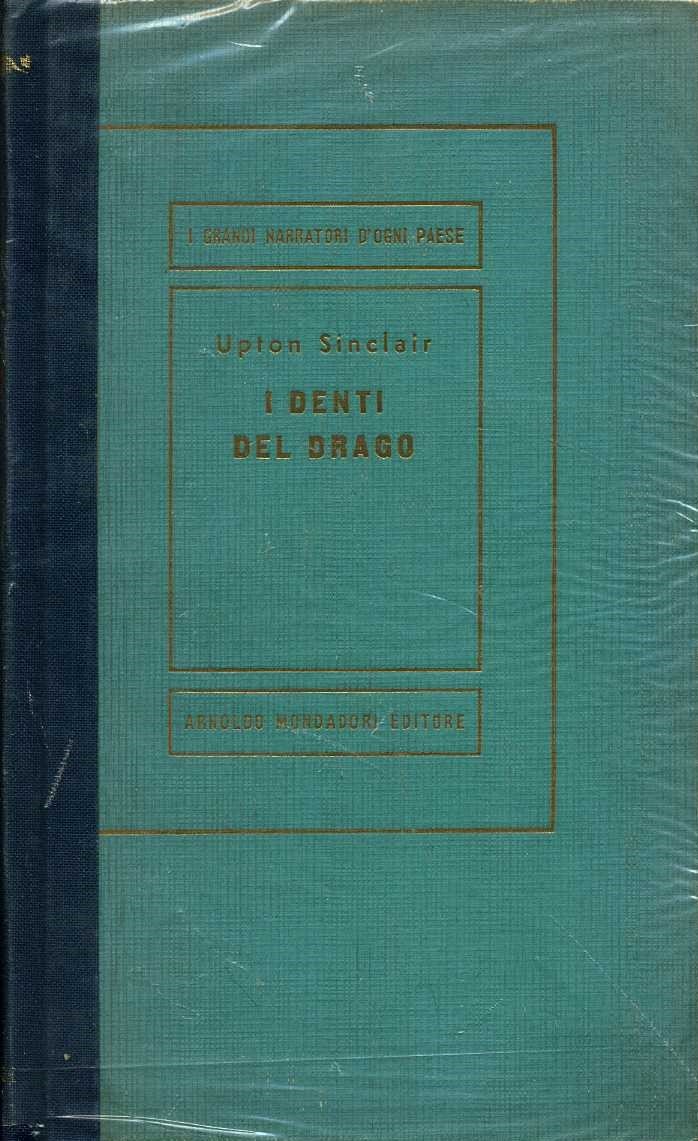 I GRANDI NARRATORI D'OGNI PAESE
Upton Sinclair
I DENTI
DEL DRAGO
ARNOLDO MONDADORI EDITORE